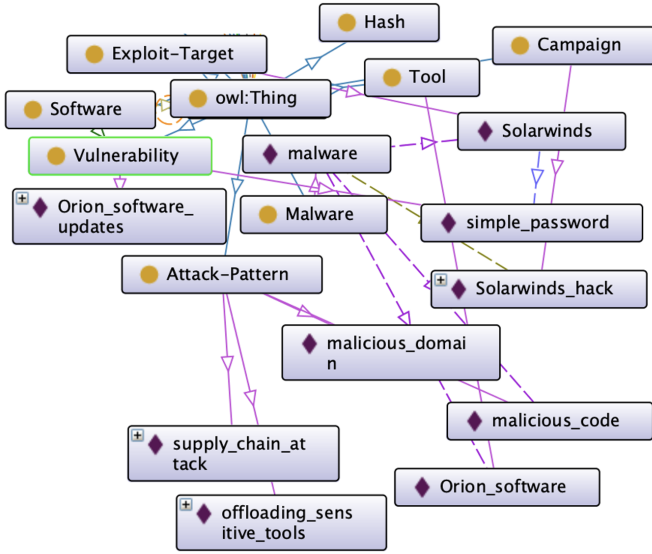 Hash
Exploit-Target
Campaign
Tool
owl:Thing
Software
Solarwinds
Vulnerability
malware
Orion_software_
updates
Malware
simple_password
Attack-Pattern
Solarwinds_hack
malicious_domai
n
malicious_code
supply_chain_at
tack
Orion_software
offloading_sens
itive_tools